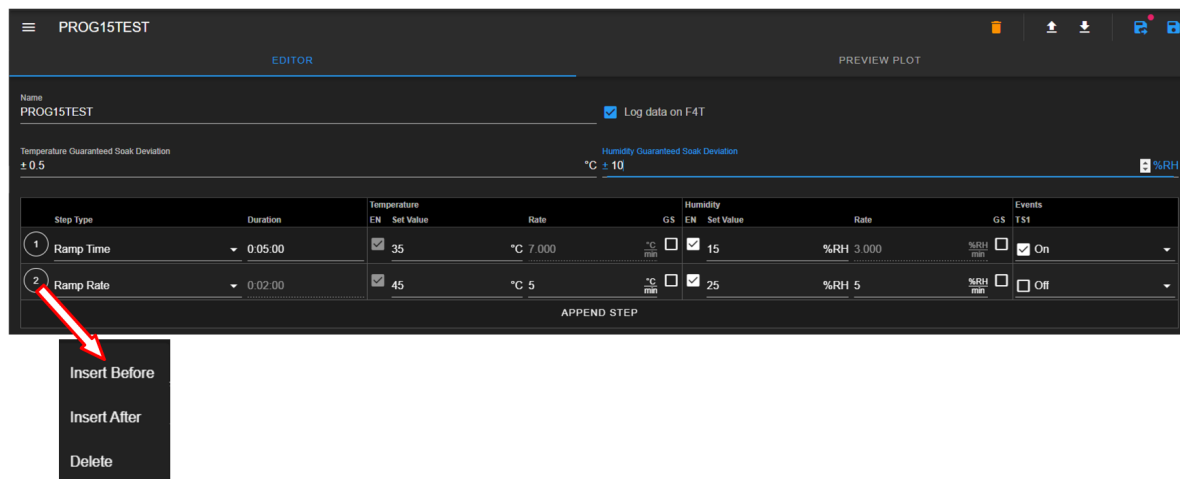 PROG15TEST
EDITOR PREVIEW PLOT
Name
PROG15TEST
Log data on F4T
Temperature Guaranteed Soak Deviation Humidity Guaranteed Soak Deviation
± 0.5 °C ± 10 %RH
Temperature Humidity Events
Step Type Duration EN Set Value Rate GS EN Set Value Rate GS TS1
1 Ramp Time 0:05:00 35 °C 7.000 °C/min 15 %RH 3.000 %RH/min On
2 Ramp Rate 0:02:00 45 °C 5 °C/min 25 %RH 5 %RH/min Off
APPEND STEP
Insert Before
Insert After
Delete